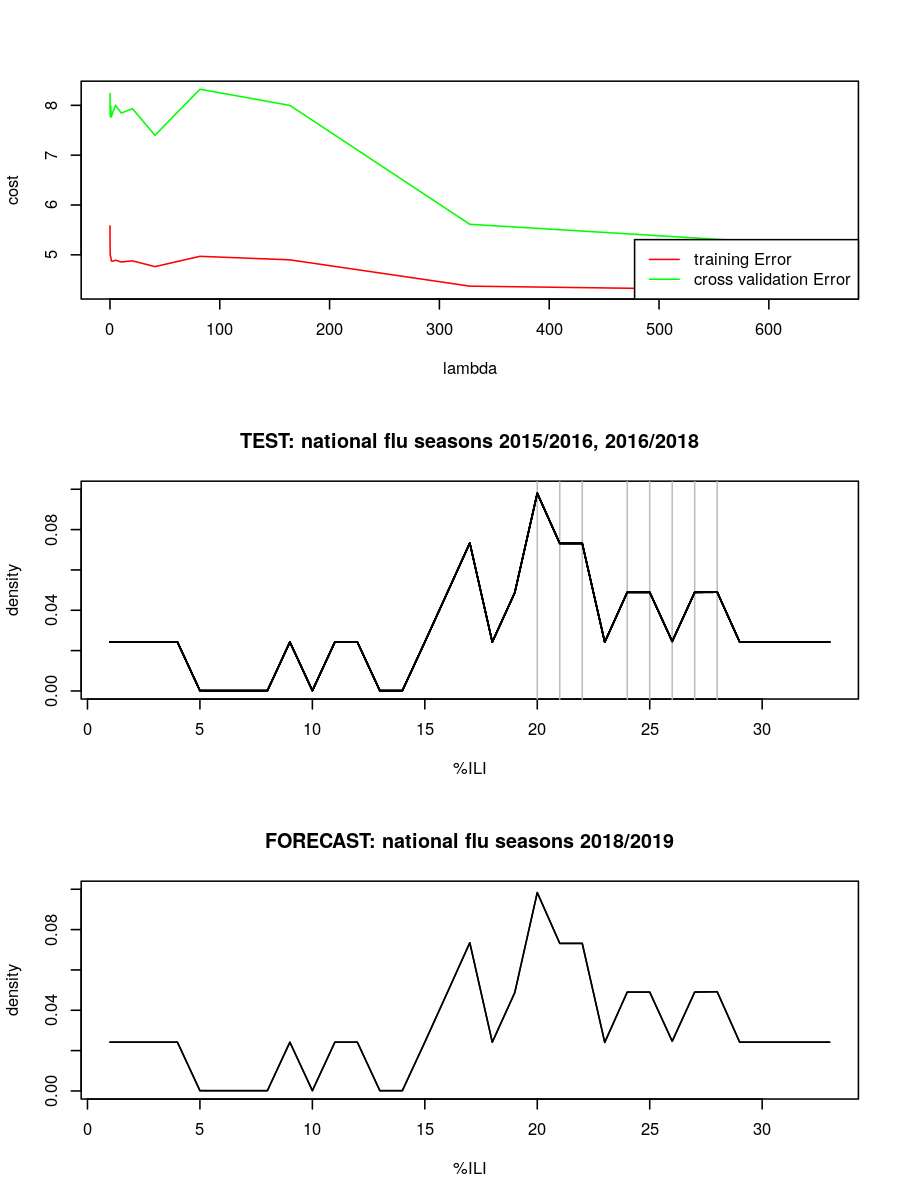 cost
8
7
6
5
training Error
cross validation Error
0 100 200 300 400 500 600
lambda
TEST: national flu seasons 2015/2016, 2016/2018
density
0.08
0.04
0.00
0 5 10 15 20 25 30
%ILI
FORECAST: national flu seasons 2018/2019
density
0.08
0.04
0.00
0 5 10 15 20 25 30
%ILI